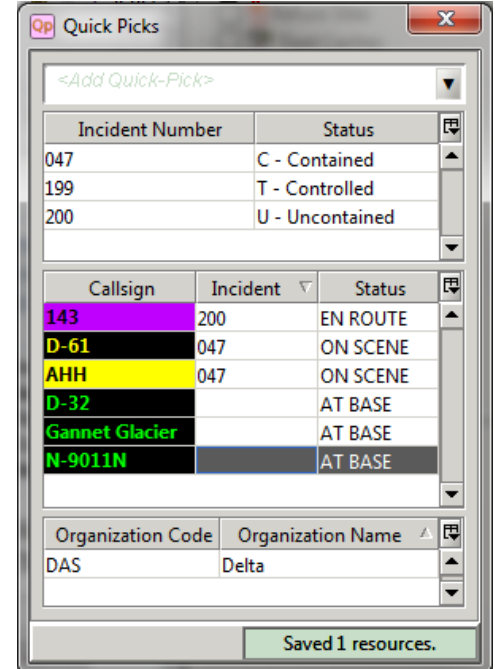 Qp Quick Picks
<Add Quick-Pick>
Incident Number Status
047 C - Contained
199 T - Controlled
200 U - Uncontained
Callsign Incident Status
143 200 EN ROUTE
D-61 047 ON SCENE
AHH 047 ON SCENE
D-32 AT BASE
Gannet Glacier AT BASE
N-9011N AT BASE
Organization Code Organization Name
DAS Delta
Saved 1 resources.